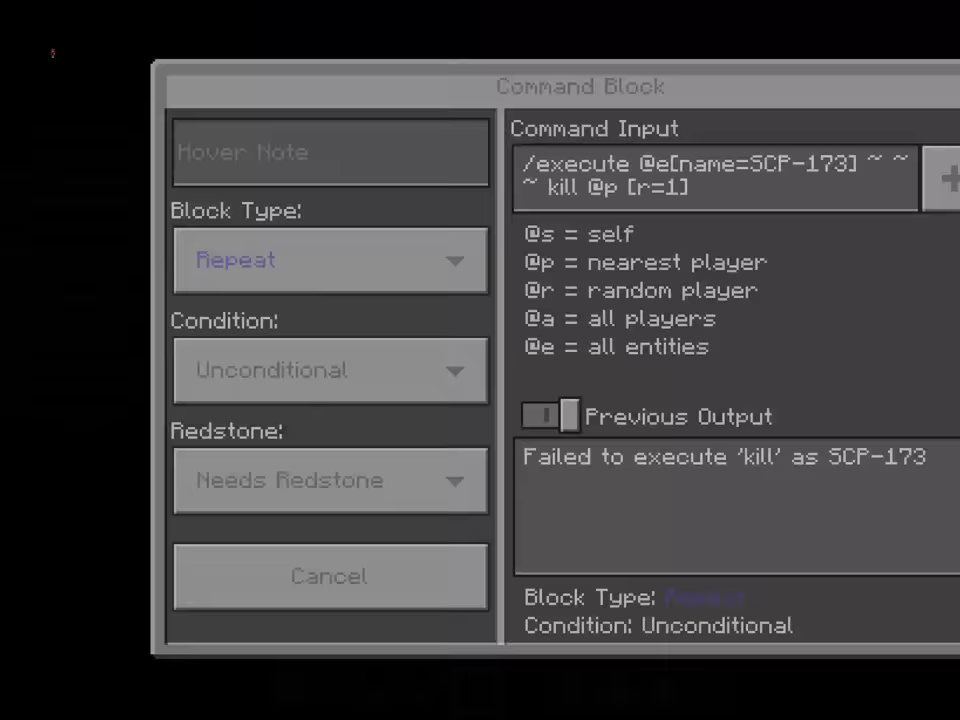 Command Block
Hover Note
Block Type:
Repeat
Condition:
Unconditional
Redstone:
Needs Redstone
Cancel
Command Input
/execute @e[name=SCP-173] ~ ~
~ kill @p [r=1]
@s = self
@p = nearest player
@r = random player
@a = all players
@e = all entities
Previous Output
Failed to execute 'kill' as SCP-173
Block Type: Repeat
Condition: Unconditional